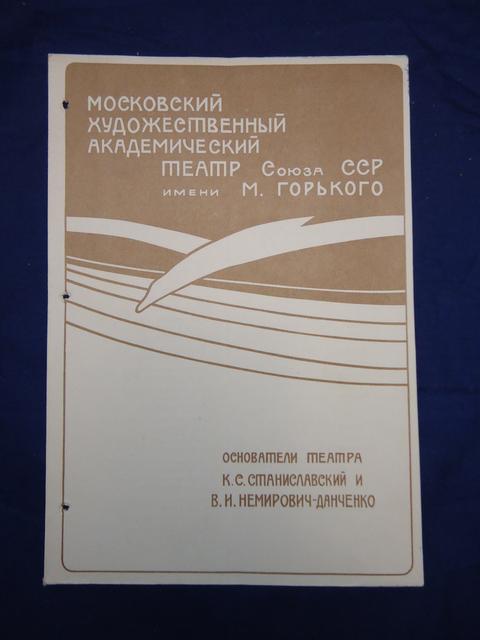 МОСКОВСКИЙ
ХУДОЖЕСТВЕННЫЙ
АКАДЕМИЧЕСКИЙ
ТЕАТР СОЮЗА ССР
ИМЕНИ М. ГОРЬКОГО
ОСНОВАТЕЛИ ТЕАТРА
К.С.СТАНИСЛАВСКИЙ И
В.И.НЕМИРОВИЧ-ДАНЧЕНКО